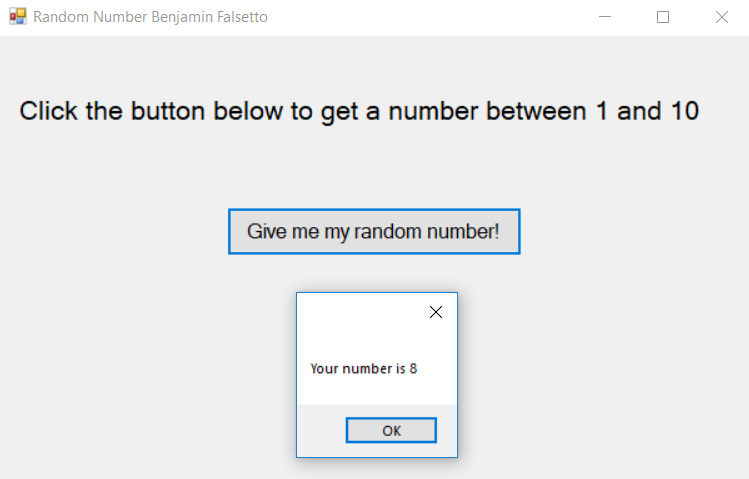 Random Number Benjamin Falsetto
Click the button below to get a number between 1 and 10
Give me my random number!
Your number is 8
OK